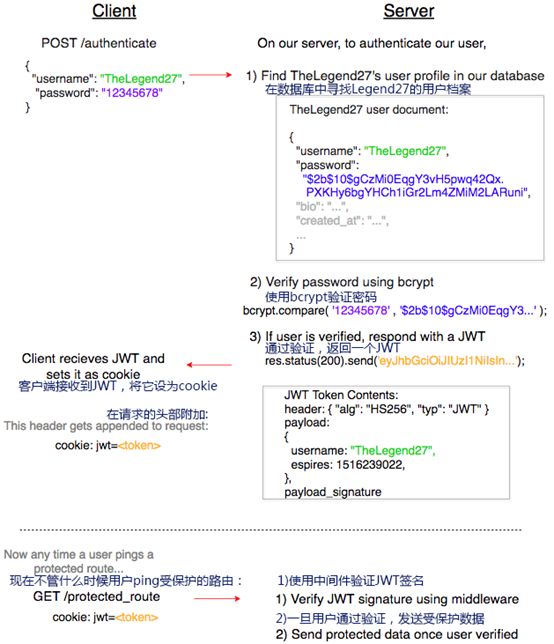 Client
Server
POST /authenticate
{
"username": "TheLegend27",
"password": "12345678"
}
On our server, to authenticate our user,
1) Find TheLegend27's user profile in our database
在数据库中寻找Legend27的用户档案
TheLegend27 user document:
{
"username": "TheLegend27",
"password":
"$2b$10$gCzMi0EqgY3vH5pwq42Qx.
PXKHy6bgYHCh1iGr2Lm4ZMiM2LARuni",
"bio": "...",
"created_at": "...",
...
}
2) Verify password using bcrypt
使用bcrypt验证密码
bcrypt.compare( '12345678' , '$2b$10$gCzMi0EqgY3...' );
3) If user is verified, respond with a JWT
通过验证，返回一个JWT
res.status(200).send('eyJhbGciOiJIUzI1NiIsIn...');
Client recieves JWT and
sets it as cookie
客户端接收到JWT，将它设为cookie
在请求的头部附加:
This header gets appended to request:
cookie: jwt=<token>
JWT Token Contents:
header: { "alg": "HS256", "typ": "JWT" }
payload:
{
username: "TheLegend27",
espires: 1516239022,
},
payload_signature
Now any time a user pings a
protected route...
现在不管什么时候用户ping受保护的路由：
GET /protected_route
cookie: jwt=<token>
1)使用中间件验证JWT签名
1) Verify JWT signature using middleware
2)一旦用户通过验证，发送受保护数据
2) Send protected data once user verified